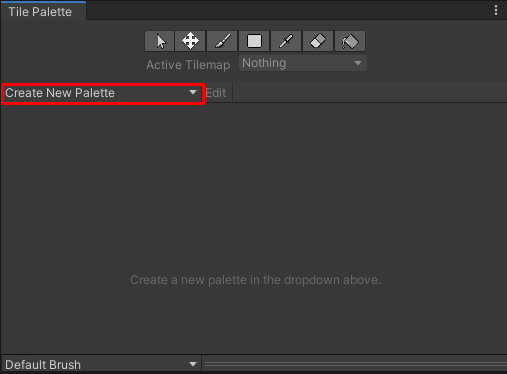 Tile Palette
Active Tilemap Nothing
Create New Palette Edit
Create a new palette in the dropdown above.
Default Brush